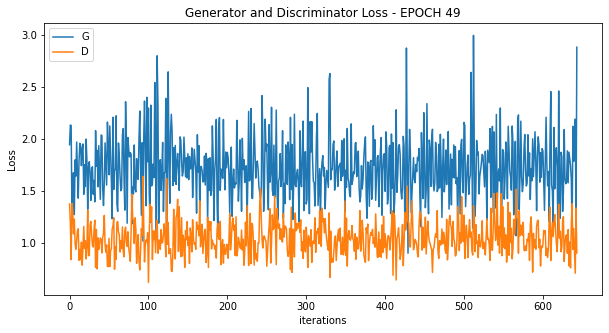 Generator and Discriminator Loss - EPOCH 49
G
D
3.0
2.5
2.0
1.5
1.0
Loss
0 100 200 300 400 500 600
iterations